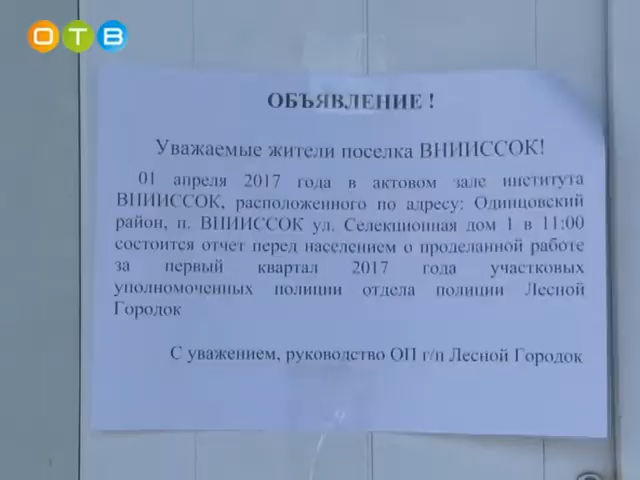 ОТВ
ОБЪЯВЛЕНИЕ !
Уважаемые жители поселка ВНИИССОК!
01 апреля 2017 года в актовом зале института
ВНИИССОК, расположенного по адресу: Одинцовский
район, п. ВНИИССОК ул. Селекционная дом 1 в 11:00
состоится отчет перед населением о проделанной работе
за первый квартал 2017 года участковых
уполномоченных полиции отдела полиции Лесной
Городок
С уважением, руководство ОП г/п Лесной Городок